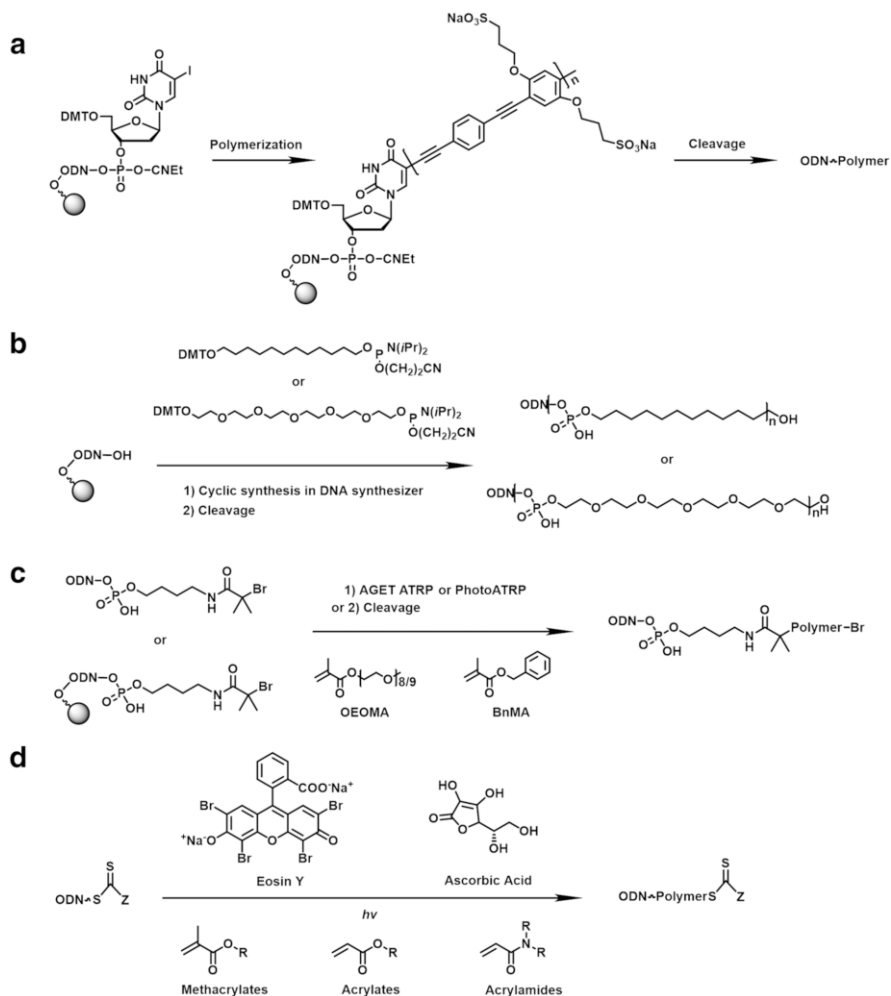 a
NaO₃S
O
n
O
SO₃Na
O
I
HN
O
N
DMTO
O
O
ODN–O–P–O–CNEt
O
O
Polymerization
O
HN
O
N
DMTO
O
O
ODN–O–P–O–CNEt
O
O
Cleavage
ODN~Polymer
b
DMTO
O
P
N(iPr)₂
O(CH₂)₂CN
or
DMTO
O
O
O
O
O
O
P
N(iPr)₂
O(CH₂)₂CN
ODN–OH
O
1) Cyclic synthesis in DNA synthesizer
2) Cleavage
ODN
O
P
O
O
OH
n
OH
or
ODN
O
P
O
O
OH
O
O
O
O
O
nH
c
ODN
O
P
O
O
OH
N
H
O
Br
or
O
ODN
O
P
O
O
OH
N
H
O
Br
1) AGET ATRP or PhotoATRP
or 2) Cleavage
O
O
O
8/9
OEOMA
O
O
BnMA
ODN
O
P
O
O
OH
N
H
O
Polymer–Br
d
COO⁻Na⁺
Br
Br
⁺Na⁻O
O
O
Br
Br
Eosin Y
HO
OH
O
O
OH
OH
Ascorbic Acid
S
ODN~S
Z
hν
O
R
O
Methacrylates
O
R
O
Acrylates
R
N
R
O
Acrylamides
S
ODN~Polymer
S
Z